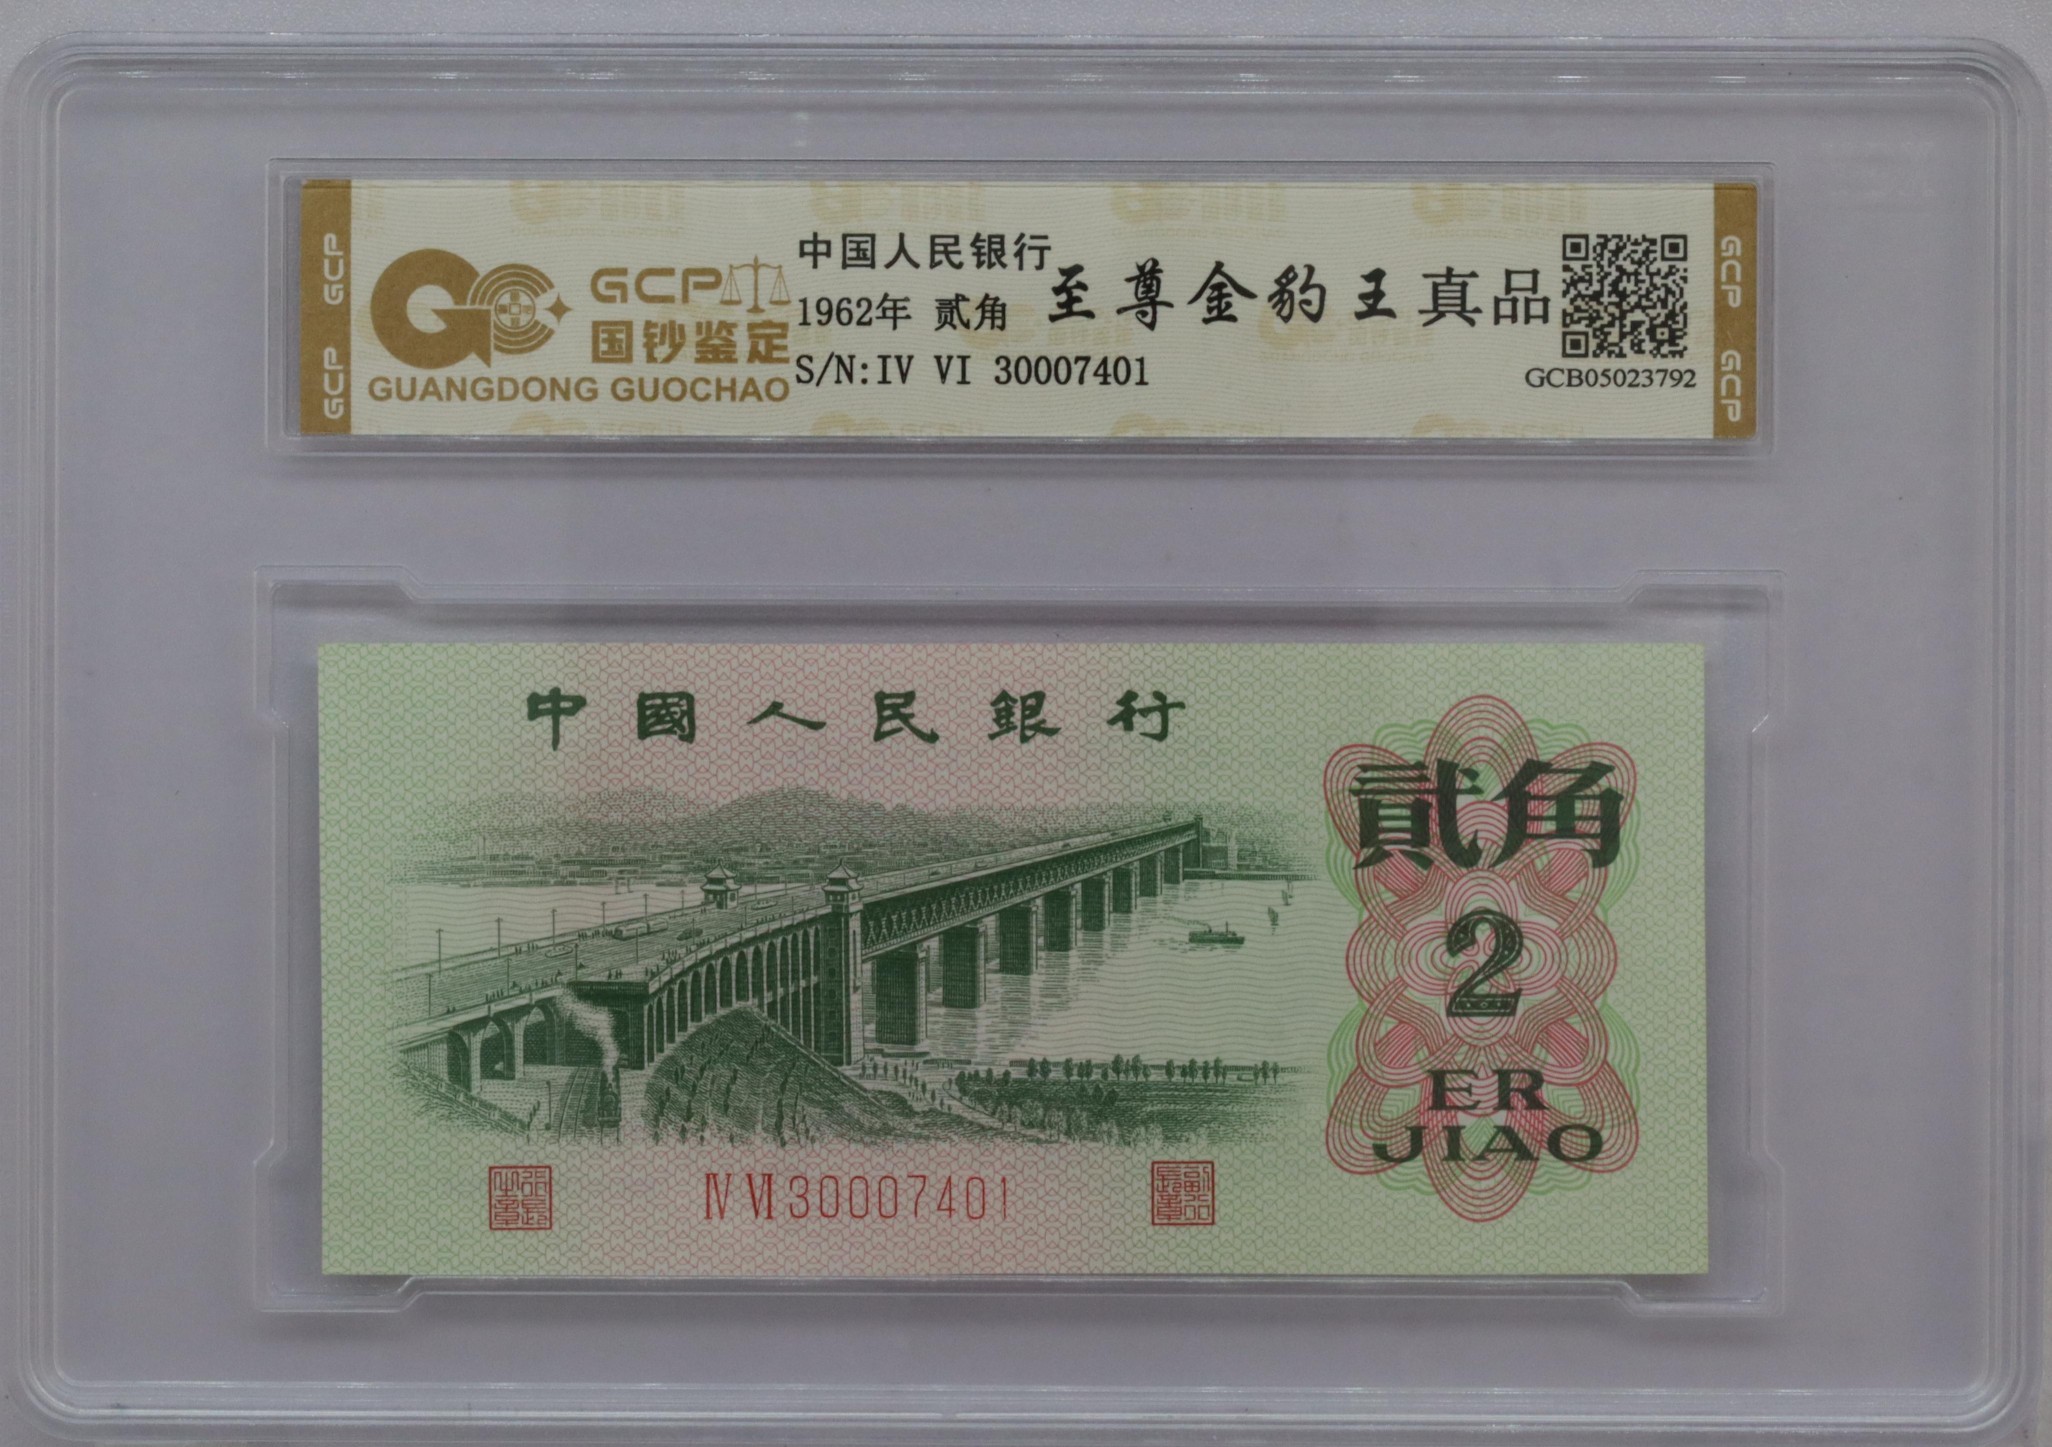 GCP GCP
GCP
国钞鉴定
GUANGDONG GUOCHAO
中国人民银行
1962年 贰角
至尊金豹王真品
S/N:IV VI 30007401
GCB05023792
GCP GCP
中國人民銀行
貳角
2
ER
JIAO
IV VI 30007401